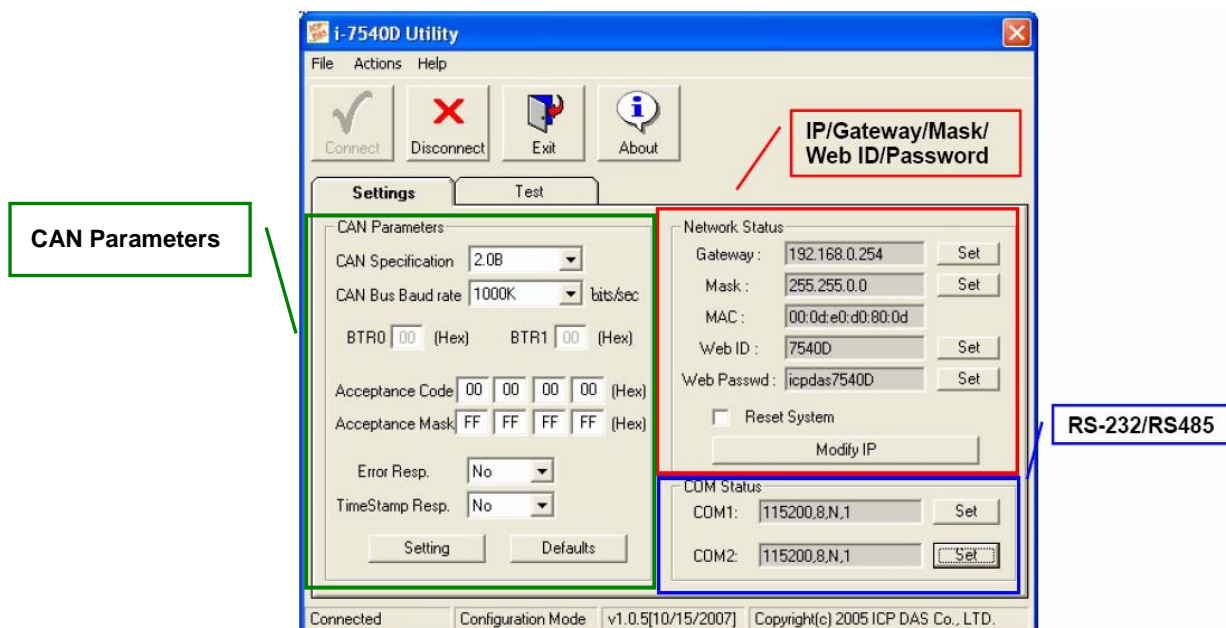 i-7540D Utility
File Actions Help
Connect Disconnect Exit About
IP/Gateway/Mask/
Web ID/Password
CAN Parameters
Settings Test
CAN Parameters
CAN Specification 2.0B
CAN Bus Baud rate 1000K bits/sec
BTR0 00 (Hex) BTR1 00 (Hex)
Acceptance Code 00 00 00 00 (Hex)
Acceptance Mask FF FF FF FF (Hex)
Error Resp. No
TimeStamp Resp. No
Setting Defaults
Network Status
Gateway : 192.168.0.254 Set
Mask : 255.255.0.0 Set
MAC : 00:0d:e0:d0:80:0d
Web ID : 7540D Set
Web Passwd : icpdas7540D Set
Reset System
Modify IP
RS-232/RS485
COM Status
COM1: 115200,8,N,1 Set
COM2: 115200,8,N,1 Set
Connected Configuration Mode v1.0.5[10/15/2007] Copyright(c) 2005 ICP DAS Co., LTD.